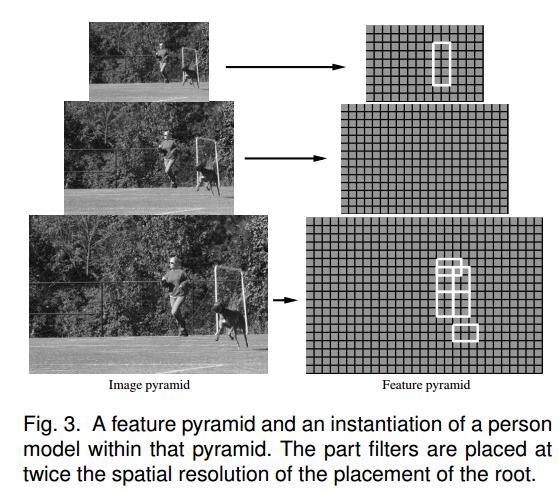 Image pyramid
Feature pyramid
Fig. 3. A feature pyramid and an instantiation of a person
model within that pyramid. The part filters are placed at
twice the spatial resolution of the placement of the root.